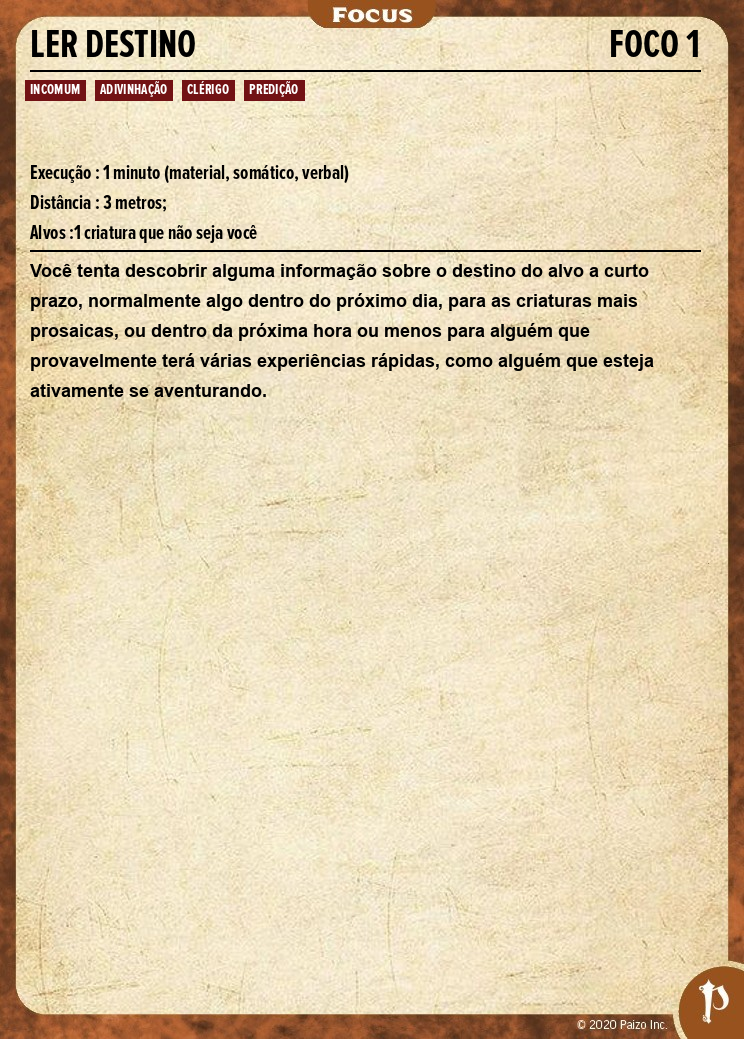 Focus
LER DESTINO FOCO 1
INCOMUM ADIVINHAÇÃO CLÉRIGO PREDIÇÃO
Execução : 1 minuto (material, somático, verbal)
Distância : 3 metros;
Alvos :1 criatura que não seja você
Você tenta descobrir alguma informação sobre o destino do alvo a curto
prazo, normalmente algo dentro do próximo dia, para as criaturas mais
prosaicas, ou dentro da próxima hora ou menos para alguém que
provavelmente terá várias experiências rápidas, como alguém que esteja
ativamente se aventurando.
© 2020 Paizo Inc.
P